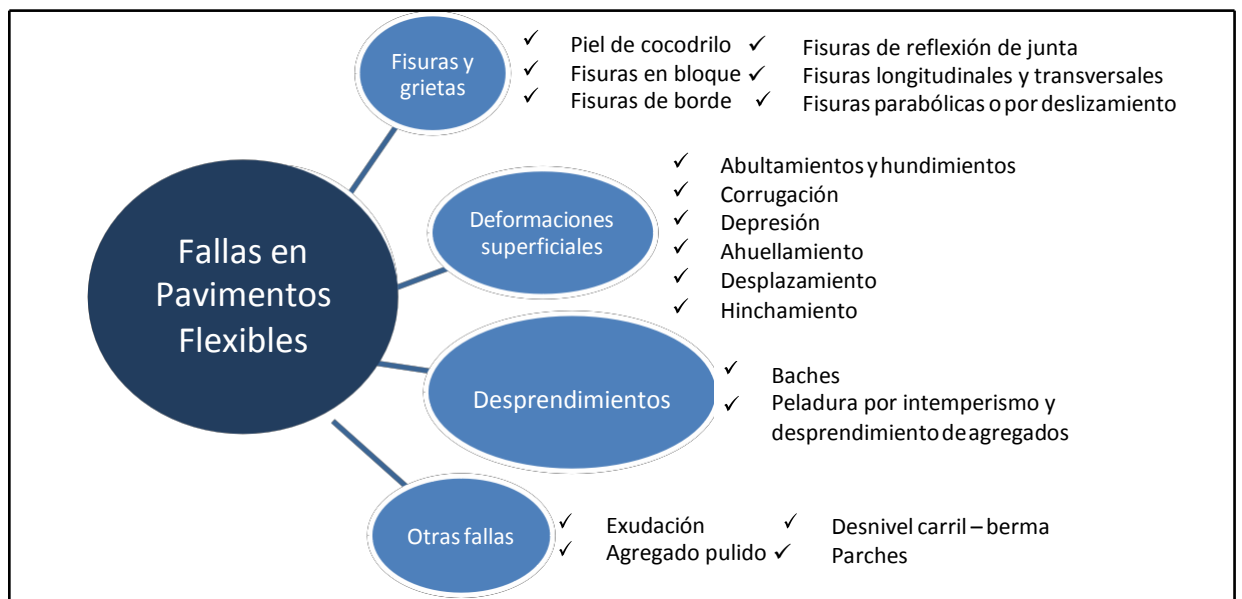 Fallas en
Pavimentos
Flexibles
Fisuras y
grietas
✓ Piel de cocodrilo ✓ Fisuras de reflexión de junta
✓ Fisuras en bloque ✓ Fisuras longitudinales y transversales
✓ Fisuras de borde ✓ Fisuras parabólicas o por deslizamiento
Deformaciones
superficiales
✓ Abultamientos y hundimientos
✓ Corrugación
✓ Depresión
✓ Ahuellamiento
✓ Desplazamiento
✓ Hinchamiento
Desprendimientos
✓ Baches
✓ Peladura por intemperismo y
desprendimiento de agregados
Otras fallas
✓ Exudación ✓ Desnivel carril – berma
✓ Agregado pulido ✓ Parches